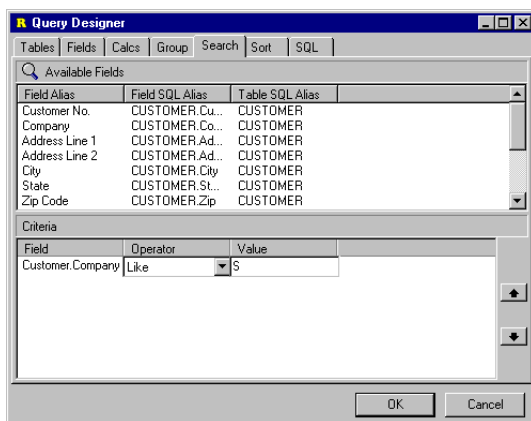 R Query Designer
Tables Fields Calcs Group Search Sort SQL
Available Fields
Field Alias Field SQL Alias Table SQL Alias
Customer No. CUSTOMER.Cu... CUSTOMER
Company CUSTOMER.Co... CUSTOMER
Address Line 1 CUSTOMER.Ad... CUSTOMER
Address Line 2 CUSTOMER.Ad... CUSTOMER
City CUSTOMER.City CUSTOMER
State CUSTOMER.St... CUSTOMER
Zip Code CUSTOMER.Zip CUSTOMER
Criteria
Field Operator Value
Customer.Company Like S
OK Cancel